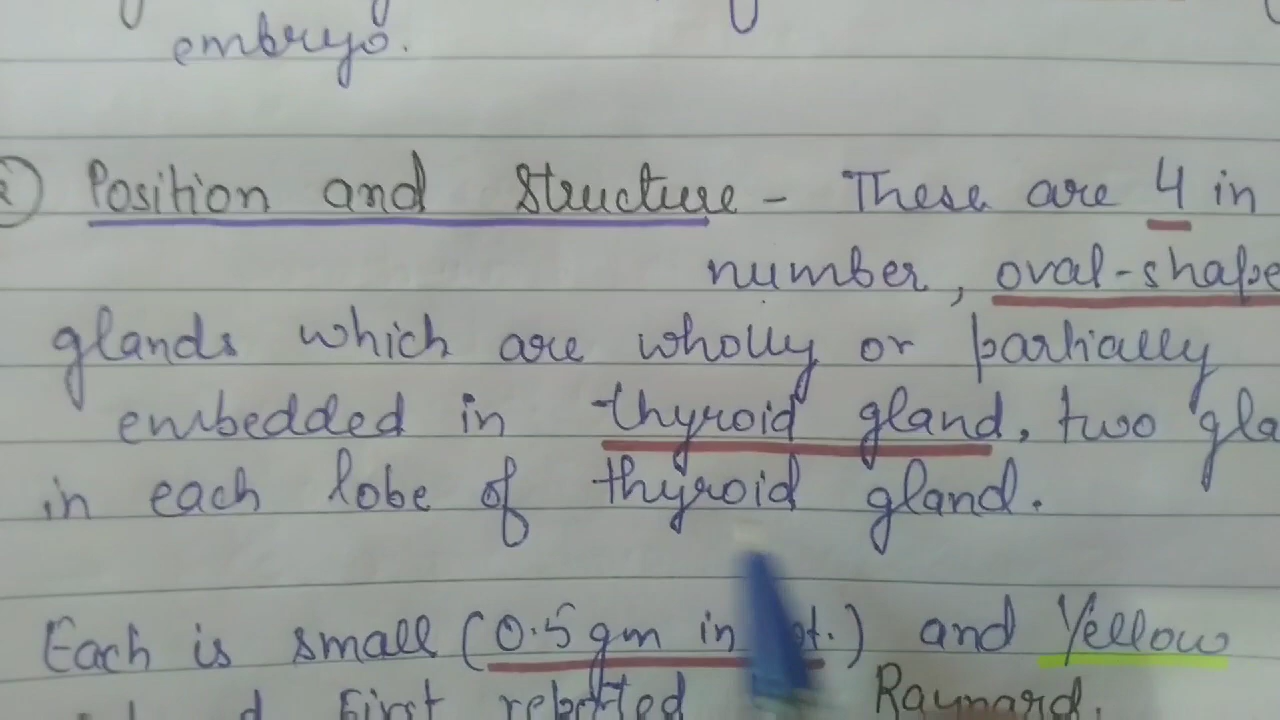 embryo.
Position and Structure - These are 4 in
number, oval-shape
glands which are wholly or partially
embedded in thyroid gland, two gla
in each lobe of thyroid gland.
Each is small (0.5 gm in wt.) and Yellow
First Raynard.